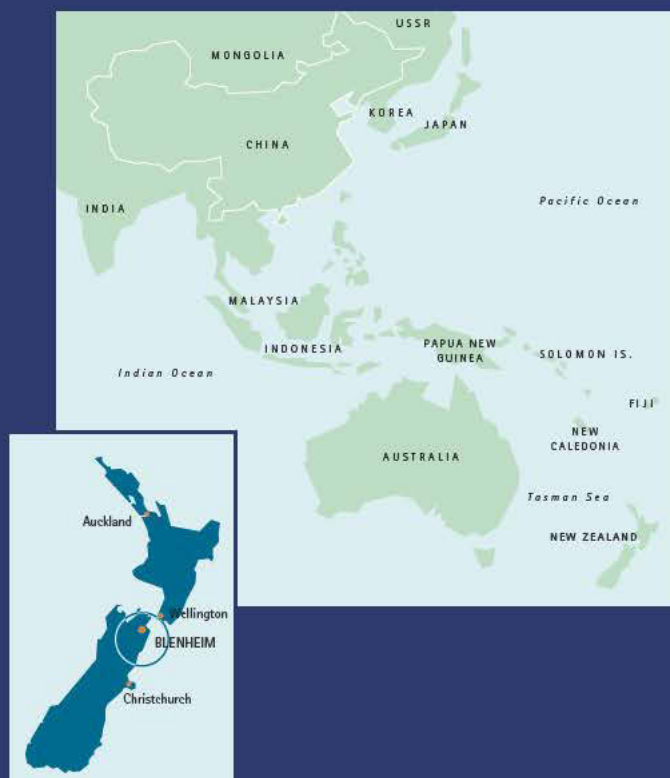 USSR
MONGOLIA
KOREA
JAPAN
CHINA
Pacific Ocean
INDIA
MALAYSIA
INDONESIA
PAPUA NEW
GUINEA
SOLOMON IS.
Indian Ocean
FIJI
NEW
CALEDONIA
AUSTRALIA
Tasman Sea
NEW ZEALAND
Auckland
Wellington
BLENHEIM
Christchurch